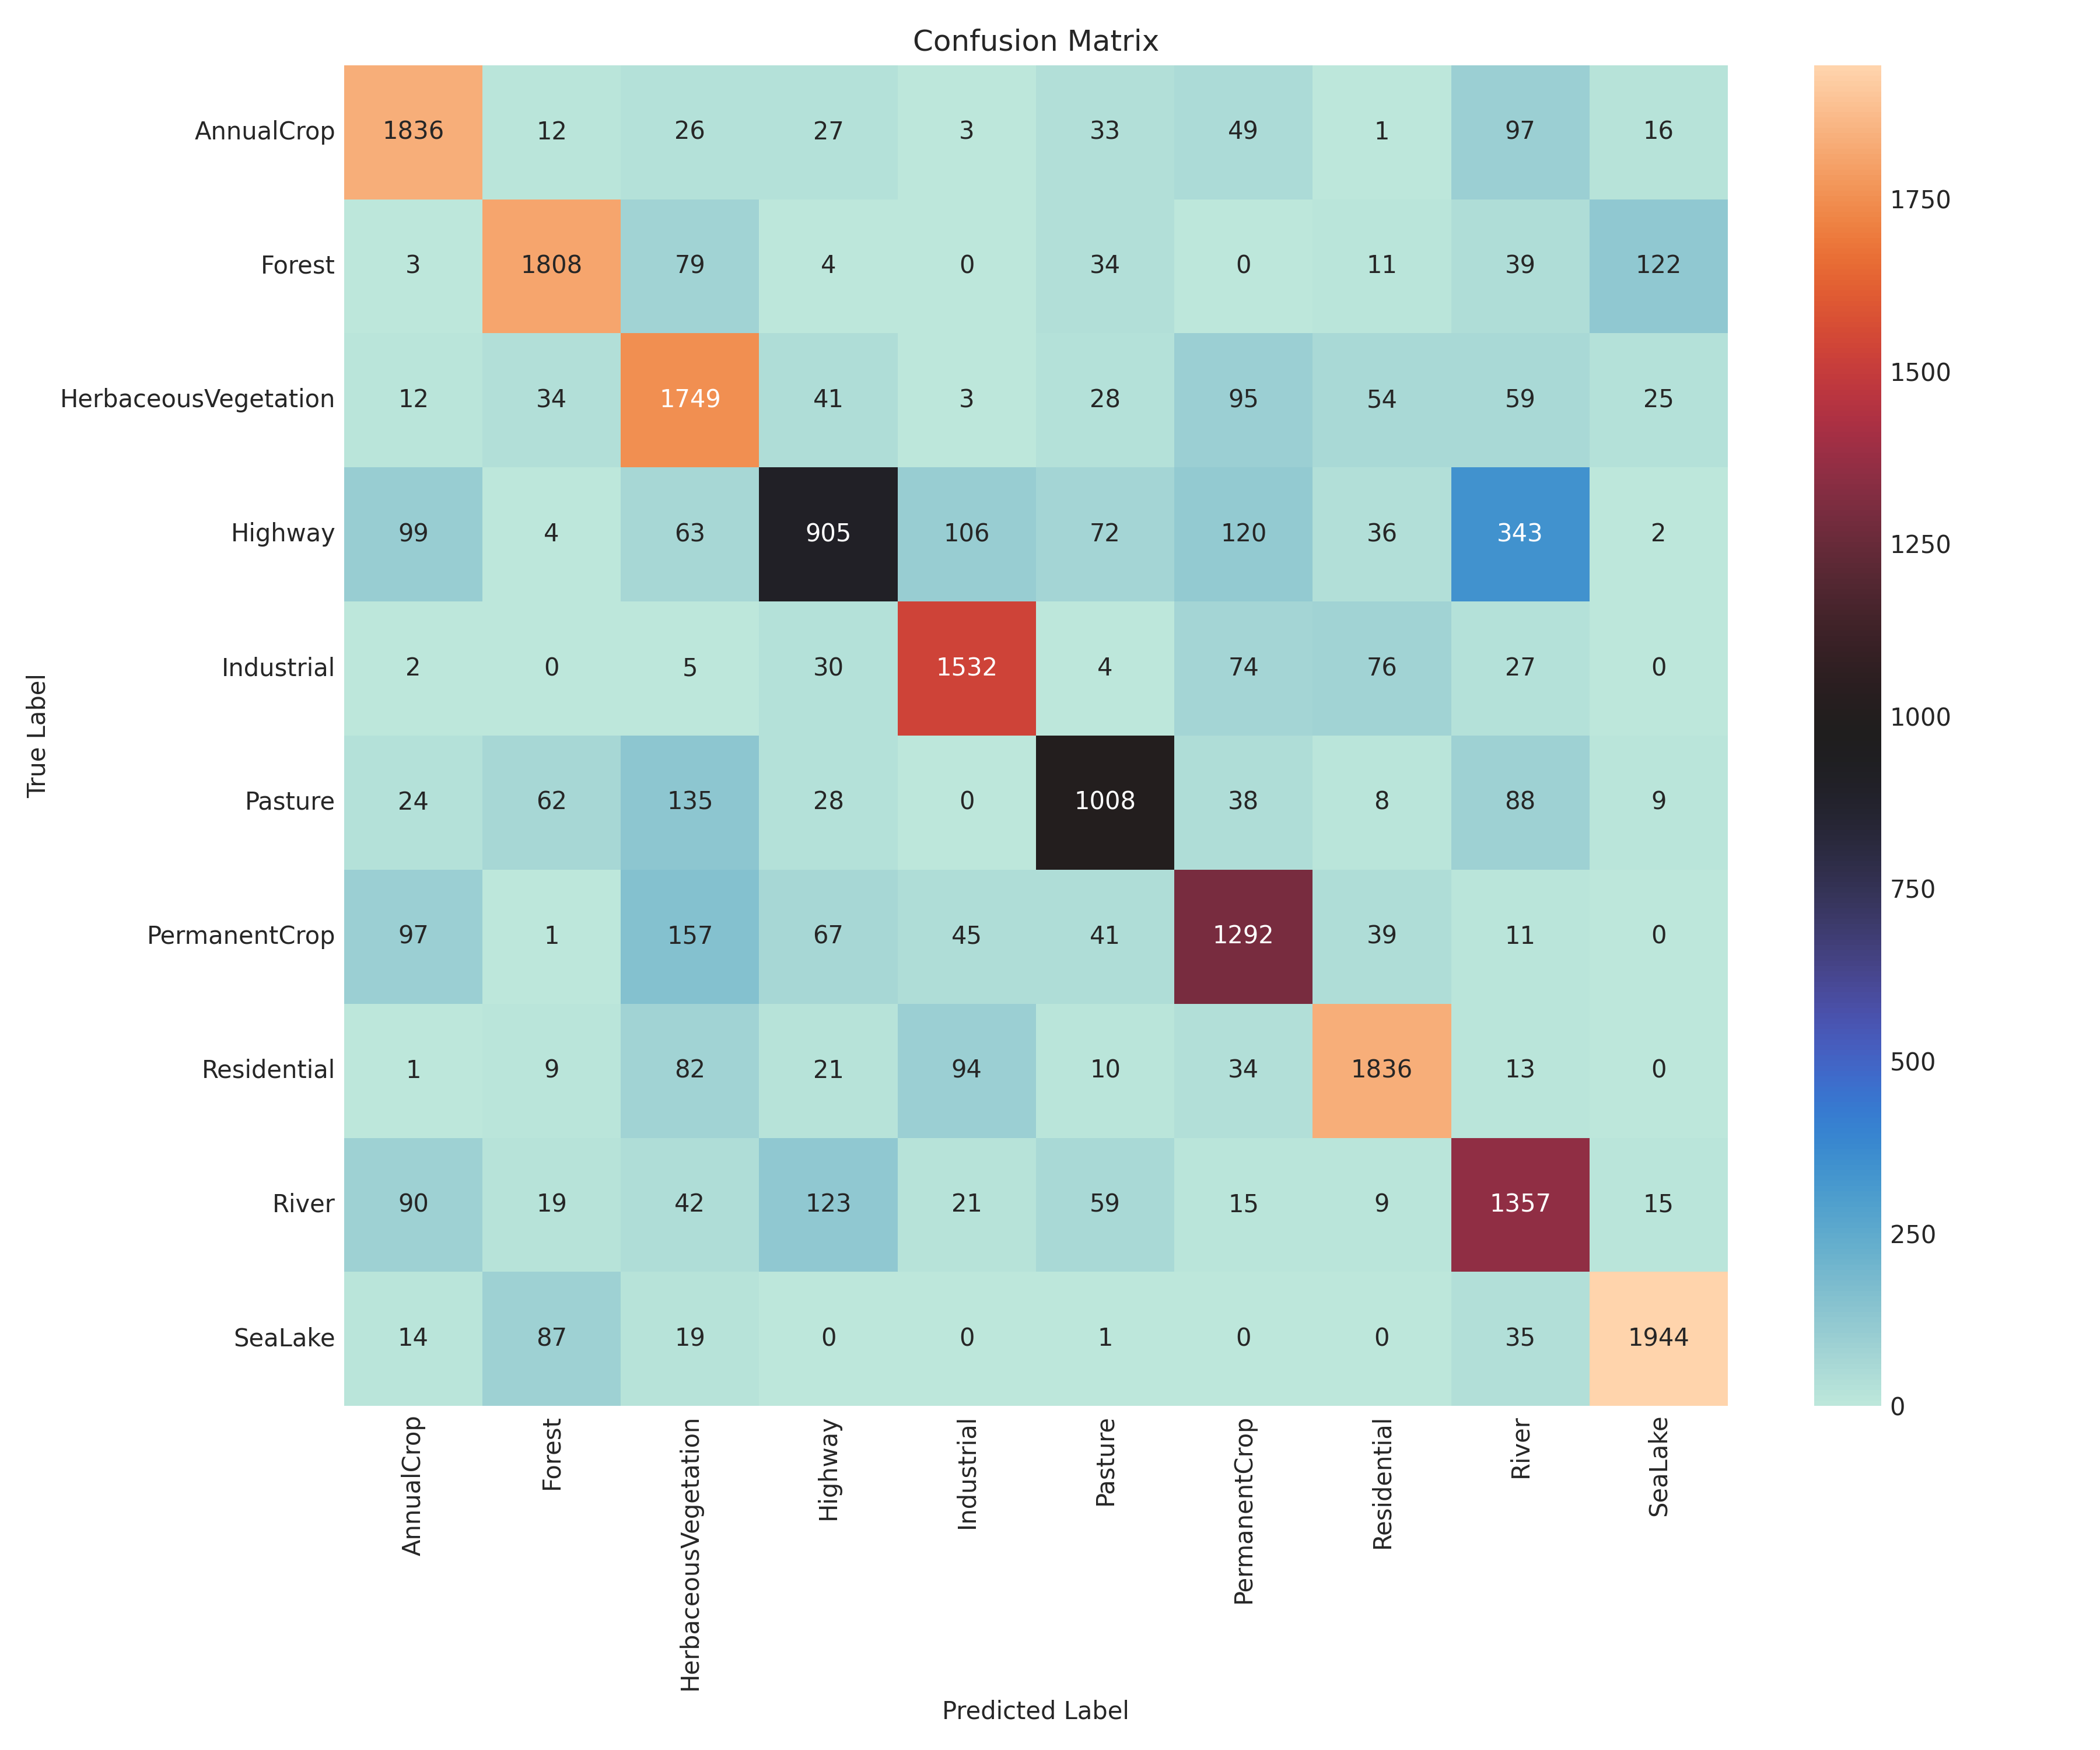 Confusion Matrix
AnnualCrop 1836 12 26 27 3 33 49 1 97 16
Forest 3 1808 79 4 0 34 0 11 39 122
HerbaceousVegetation 12 34 1749 41 3 28 95 54 59 25
Highway 99 4 63 905 106 72 120 36 343 2
Industrial 2 0 5 30 1532 4 74 76 27 0
Pasture 24 62 135 28 0 1008 38 8 88 9
PermanentCrop 97 1 157 67 45 41 1292 39 11 0
Residential 1 9 82 21 94 10 34 1836 13 0
River 90 19 42 123 21 59 15 9 1357 15
SeaLake 14 87 19 0 0 1 0 0 35 1944
True Label
AnnualCrop Forest HerbaceousVegetation Highway Industrial Pasture PermanentCrop Residential River SeaLake
Predicted Label
1750
1500
1250
1000
750
500
250
0